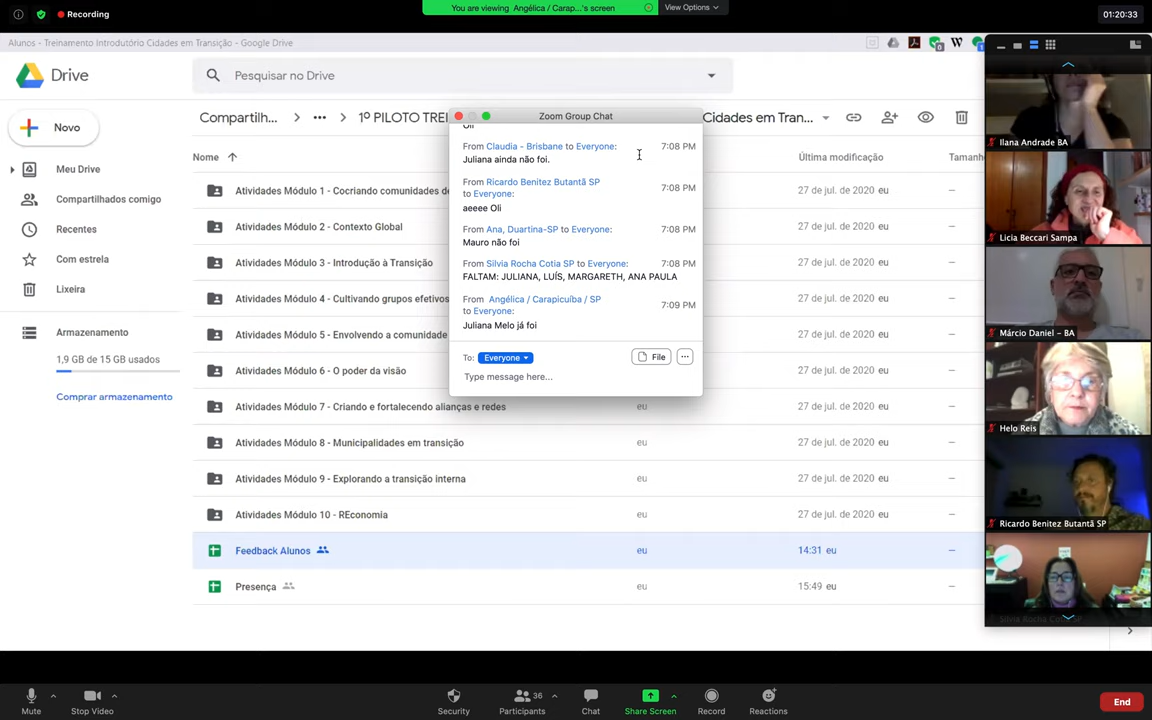 Recording
You are viewing Angélica / Carap...'s screen
View Options
01:20:33
Alunos - Treinamento Introdutório Cidades em Transição - Google Drive
W
Drive
Pesquisar no Drive
Novo
Compartilh...
1º PILOTO TREI
Cidades em Tran...
Nome
Última modificação
Tamanh
Meu Drive
Compartilhados comigo
Recentes
Com estrela
Lixeira
Armazenamento
1,9 GB de 15 GB usados
Comprar armazenamento
Atividades Módulo 1 - Cocriando comunidades de
27 de jul. de 2020 eu
Atividades Módulo 2 - Contexto Global
27 de jul. de 2020 eu
Atividades Módulo 3 - Introdução à Transição
27 de jul. de 2020 eu
Atividades Módulo 4 - Cultivando grupos efetivos
27 de jul. de 2020 eu
Atividades Módulo 5 - Envolvendo a comunidade
27 de jul. de 2020 eu
Atividades Módulo 6 - O poder da visão
27 de jul. de 2020 eu
Atividades Módulo 7 - Criando e fortalecendo alianças e redes
eu
27 de jul. de 2020 eu
Atividades Módulo 8 - Municipalidades em transição
eu
27 de jul. de 2020 eu
Atividades Módulo 9 - Explorando a transição interna
eu
27 de jul. de 2020 eu
Atividades Módulo 10 - REconomia
eu
27 de jul. de 2020 eu
Feedback Alunos
eu
14:31 eu
Presença
eu
15:49 eu
Zoom Group Chat
Oli
From Claudia - Brisbane to Everyone:
7:08 PM
Juliana ainda não foi.
From Ricardo Benitez Butantã SP
to Everyone:
7:08 PM
aeeee Oli
From Ana, Duartina-SP to Everyone:
7:08 PM
Mauro não foi
From Silvia Rocha Cotia SP to Everyone:
7:08 PM
FALTAM: JULIANA, LUÍS, MARGARETH, ANA PAULA
From Angélica / Carapicuíba / SP
to Everyone:
7:09 PM
Juliana Melo já foi
To: Everyone
File
Type message here...
Ilana Andrade BA
Licia Beccari Sampa
Márcio Daniel - BA
Helo Reis
Ricardo Benitez Butantã SP
Silvia Rocha Cotia SP
Mute
Stop Video
Security
Participants
36
Chat
Share Screen
Record
Reactions
End